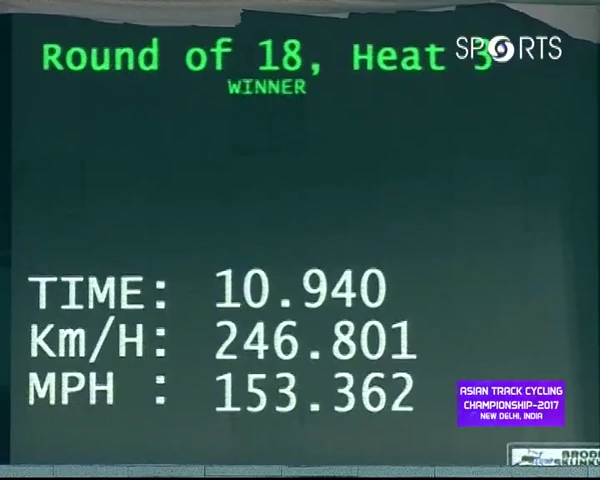 Round of 18, Heat 3
SPORTS
WINNER
TIME: 10.940
Km/H: 246.801
MPH : 153.362
ASIAN TRACK CYCLING
CHAMPIONSHIP-2017
NEW DELHI, INDIA